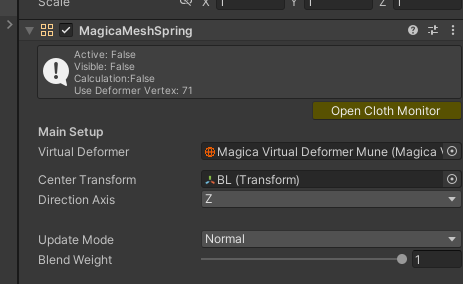 Scale X 1 Y 1 Z 1
MagicaMeshSpring
Active: False
Visible: False
Calculation:False
Use Deformer Vertex: 71
Open Cloth Monitor
Main Setup
Virtual Deformer Magica Virtual Deformer Mune (Magica V
Center Transform BL (Transform)
Direction Axis Z
Update Mode Normal
Blend Weight 1